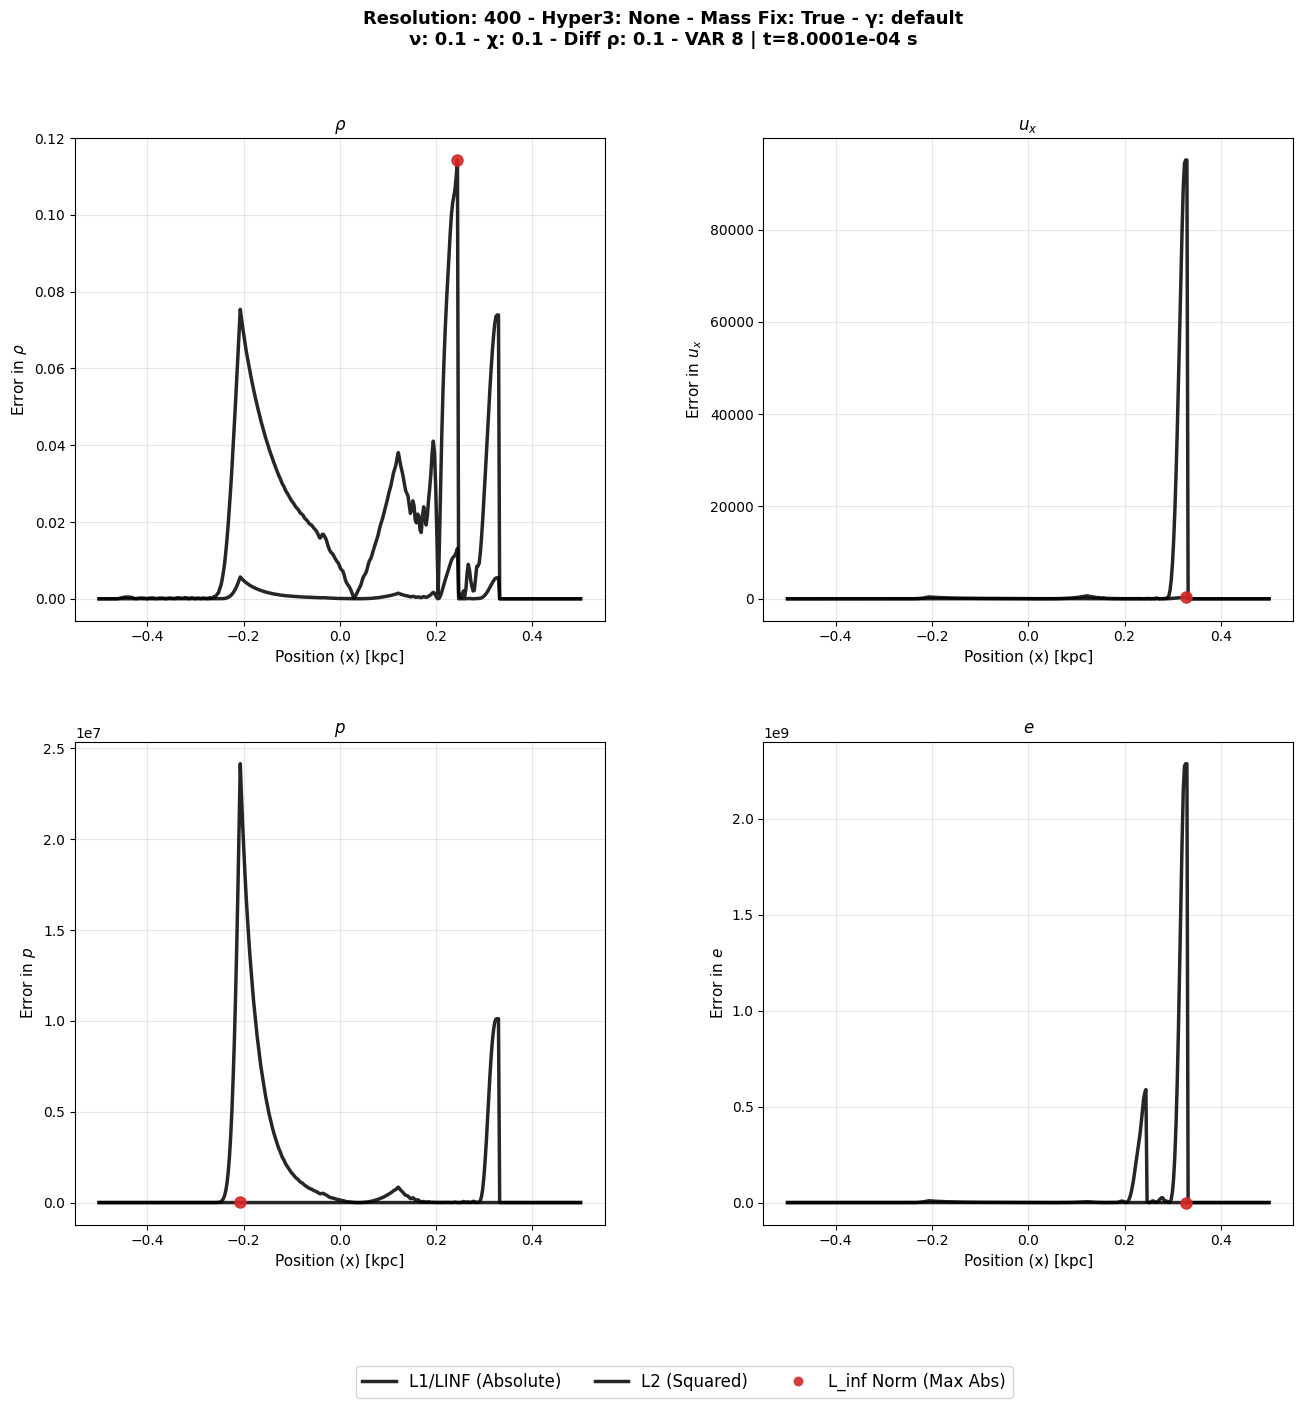 Resolution: 400 - Hyper3: None - Mass Fix: True - γ: default
ν: 0.1 - χ: 0.1 - Diff ρ: 0.1 - VAR 8 | t=8.0001e-04 s
ρ
0.12
0.10
0.08
0.06
0.04
0.02
0.00
Error in ρ
−0.4 −0.2 0.0 0.2 0.4
Position (x) [kpc]
u_x
80000
60000
40000
20000
0
Error in u_x
−0.4 −0.2 0.0 0.2 0.4
Position (x) [kpc]
p
1e7
2.5
2.0
1.5
1.0
0.5
0.0
Error in p
−0.4 −0.2 0.0 0.2 0.4
Position (x) [kpc]
e
1e9
2.0
1.5
1.0
0.5
0.0
Error in e
−0.4 −0.2 0.0 0.2 0.4
Position (x) [kpc]
L1/LINF (Absolute) L2 (Squared) L_inf Norm (Max Abs)